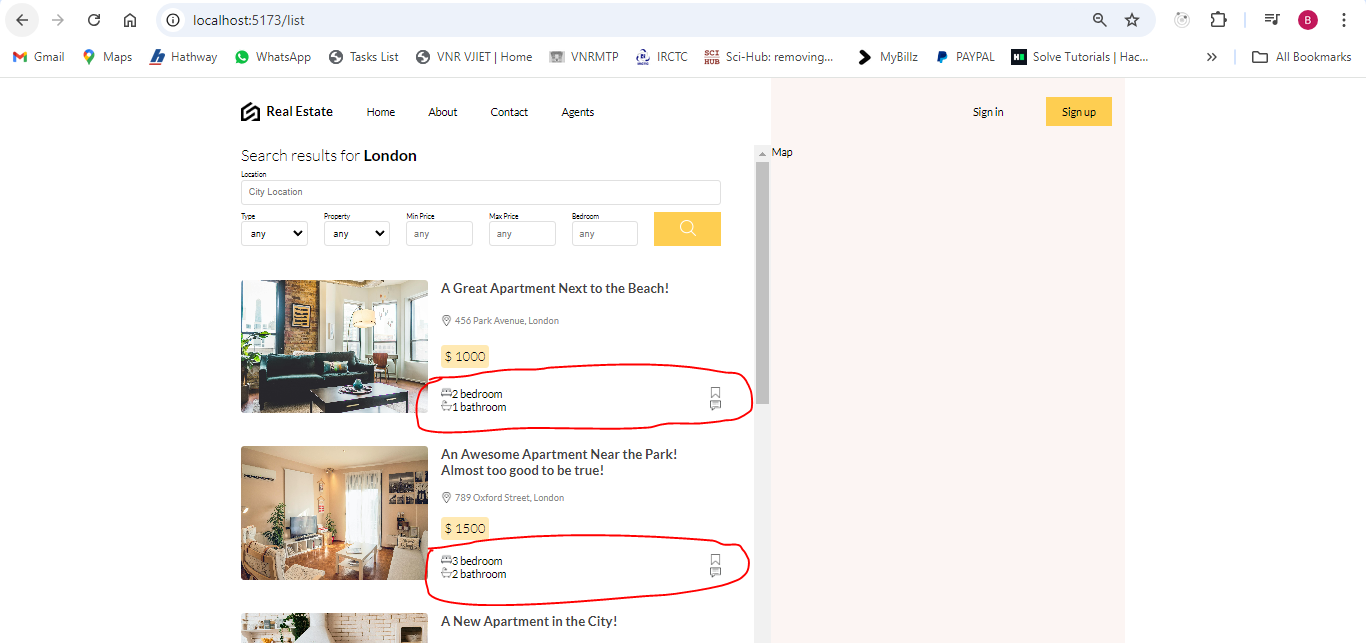 localhost:5173/list
B
Gmail Maps Hathway WhatsApp Tasks List VNR VJIET | Home VNRMTP IRCTC SCI HUB Sci-Hub: removing... MyBillz PAYPAL Solve Tutorials | Hac... » All Bookmarks
Real Estate Home About Contact Agents Sign in Sign up
Search results for London
Map
Location
City Location
Type Property Min Price Max Price Bedroom
any any any any any
A Great Apartment Next to the Beach!
456 Park Avenue, London
$ 1000
2 bedroom
1 bathroom
An Awesome Apartment Near the Park!
Almost too good to be true!
789 Oxford Street, London
$ 1500
3 bedroom
2 bathroom
A New Apartment in the City!